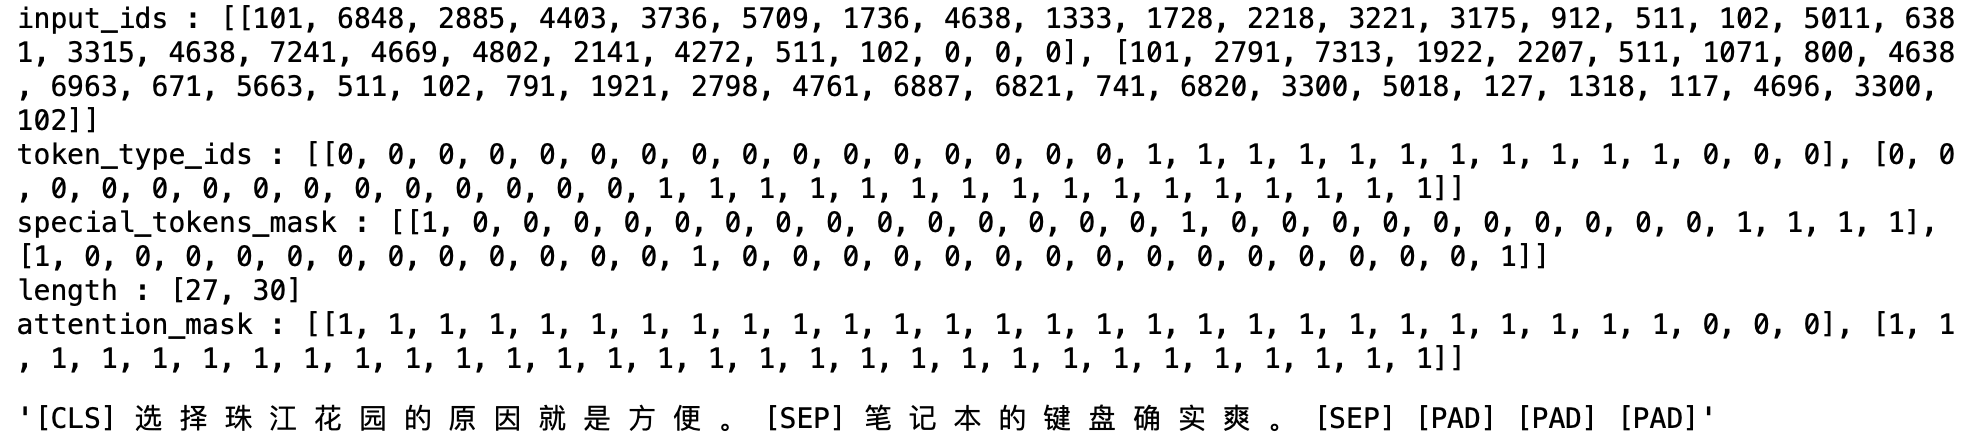 input_ids : [[101, 6848, 2885, 4403, 3736, 5709, 1736, 4638, 1333, 1728, 2218, 3221, 3175, 912, 511, 102, 5011, 638
1, 3315, 4638, 7241, 4669, 4802, 2141, 4272, 511, 102, 0, 0, 0], [101, 2791, 7313, 1922, 2207, 511, 1071, 800, 4638
, 6963, 671, 5663, 511, 102, 791, 1921, 2798, 4761, 6887, 6821, 741, 6820, 3300, 5018, 127, 1318, 117, 4696, 3300,
102]]
token_type_ids : [[0, 0, 0, 0, 0, 0, 0, 0, 0, 0, 0, 0, 0, 0, 0, 0, 1, 1, 1, 1, 1, 1, 1, 1, 1, 1, 1, 0, 0, 0], [0, 0
, 0, 0, 0, 0, 0, 0, 0, 0, 0, 0, 0, 0, 1, 1, 1, 1, 1, 1, 1, 1, 1, 1, 1, 1, 1, 1, 1, 1]]
special_tokens_mask : [[1, 0, 0, 0, 0, 0, 0, 0, 0, 0, 0, 0, 0, 0, 0, 1, 0, 0, 0, 0, 0, 0, 0, 0, 0, 0, 1, 1, 1, 1],
[1, 0, 0, 0, 0, 0, 0, 0, 0, 0, 0, 0, 0, 1, 0, 0, 0, 0, 0, 0, 0, 0, 0, 0, 0, 0, 0, 0, 0, 1]]
length : [27, 30]
attention_mask : [[1, 1, 1, 1, 1, 1, 1, 1, 1, 1, 1, 1, 1, 1, 1, 1, 1, 1, 1, 1, 1, 1, 1, 1, 1, 1, 1, 0, 0, 0], [1, 1
, 1, 1, 1, 1, 1, 1, 1, 1, 1, 1, 1, 1, 1, 1, 1, 1, 1, 1, 1, 1, 1, 1, 1, 1, 1, 1, 1, 1]]
'[CLS] 选 择 珠 江 花 园 的 原 因 就 是 方 便 。 [SEP] 笔 记 本 的 键 盘 确 实 爽 。 [SEP] [PAD] [PAD] [PAD]'